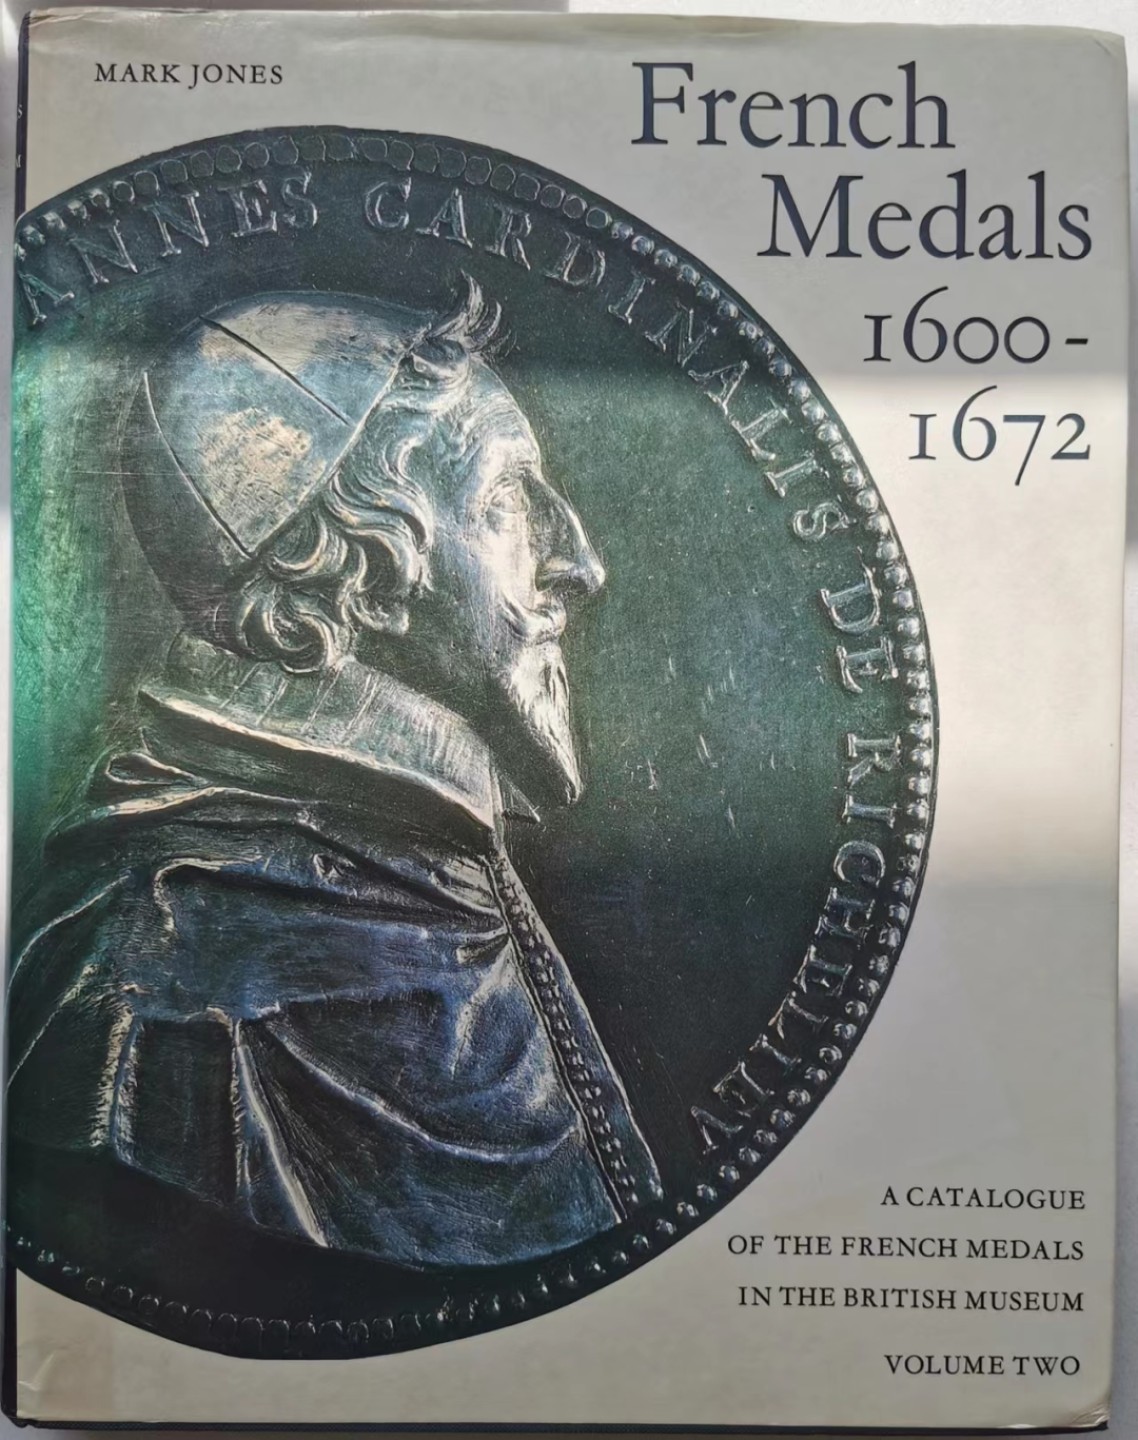 MARK JONES
French
Medals
1600-
1672
ANNES CARDINALIS DE RICHELIEV
A CATALOGUE
OF THE FRENCH MEDALS
IN THE BRITISH MUSEUM
VOLUME TWO